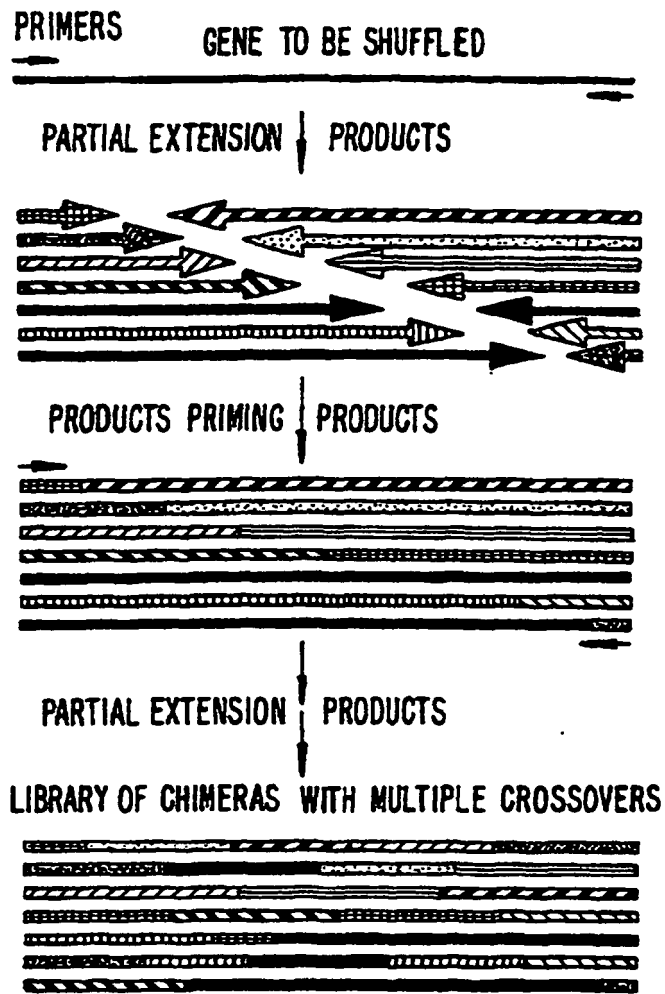 PRIMERS
GENE TO BE SHUFFLED
PARTIAL EXTENSION PRODUCTS
PRODUCTS PRIMING PRODUCTS
PARTIAL EXTENSION PRODUCTS
LIBRARY OF CHIMERAS WITH MULTIPLE CROSSOVERS